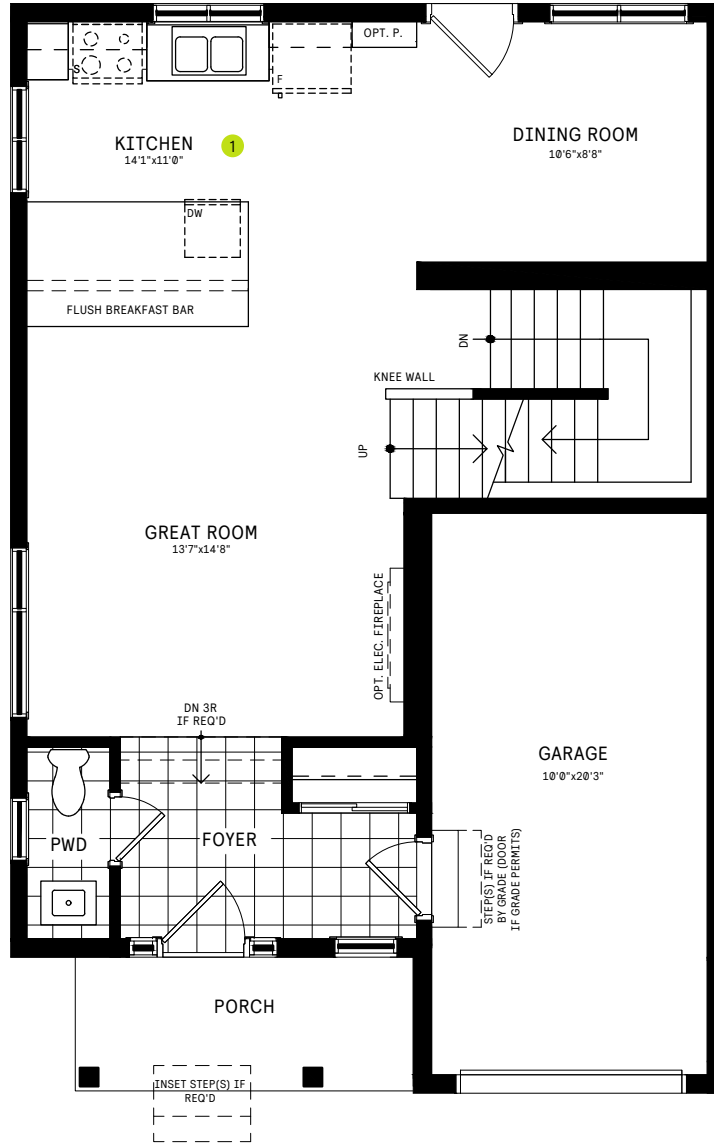 OPT. P.
S
F
KITCHEN
14'1"x11'0"
1
DINING ROOM
10'6"x8'8"
DW
FLUSH BREAKFAST BAR
DN
KNEE WALL
UP
GREAT ROOM
13'7"x14'8"
OPT. ELEC. FIREPLACE
DN 3R
IF REQ'D
GARAGE
10'0"x20'3"
PWD
FOYER
STEP(S) IF REQ'D
BY GRADE (DOOR
IF GRADE PERMITS)
PORCH
INSET STEP(S) IF
REQ'D